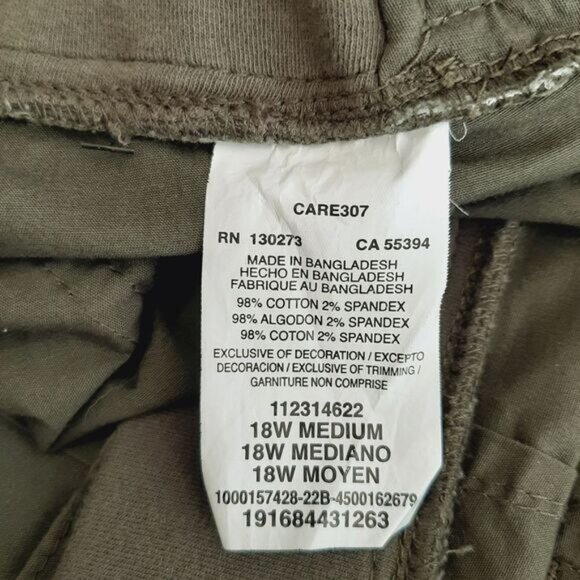 CARE307
RN 130273 CA 55394
MADE IN BANGLADESH
HECHO EN BANGLADESH
FABRIQUE AU BANGLADESH
98% COTTON 2% SPANDEX
98% ALGODON 2% SPANDEX
98% COTON 2% SPANDEX
EXCLUSIVE OF DECORATION / EXCEPTO
DECORACION / EXCLUSIVE OF TRIMMING /
GARNITURE NON COMPRISE
112314622
18W MEDIUM
18W MEDIANO
18W MOYEN
1000157428-22B-4500162679
191684431263